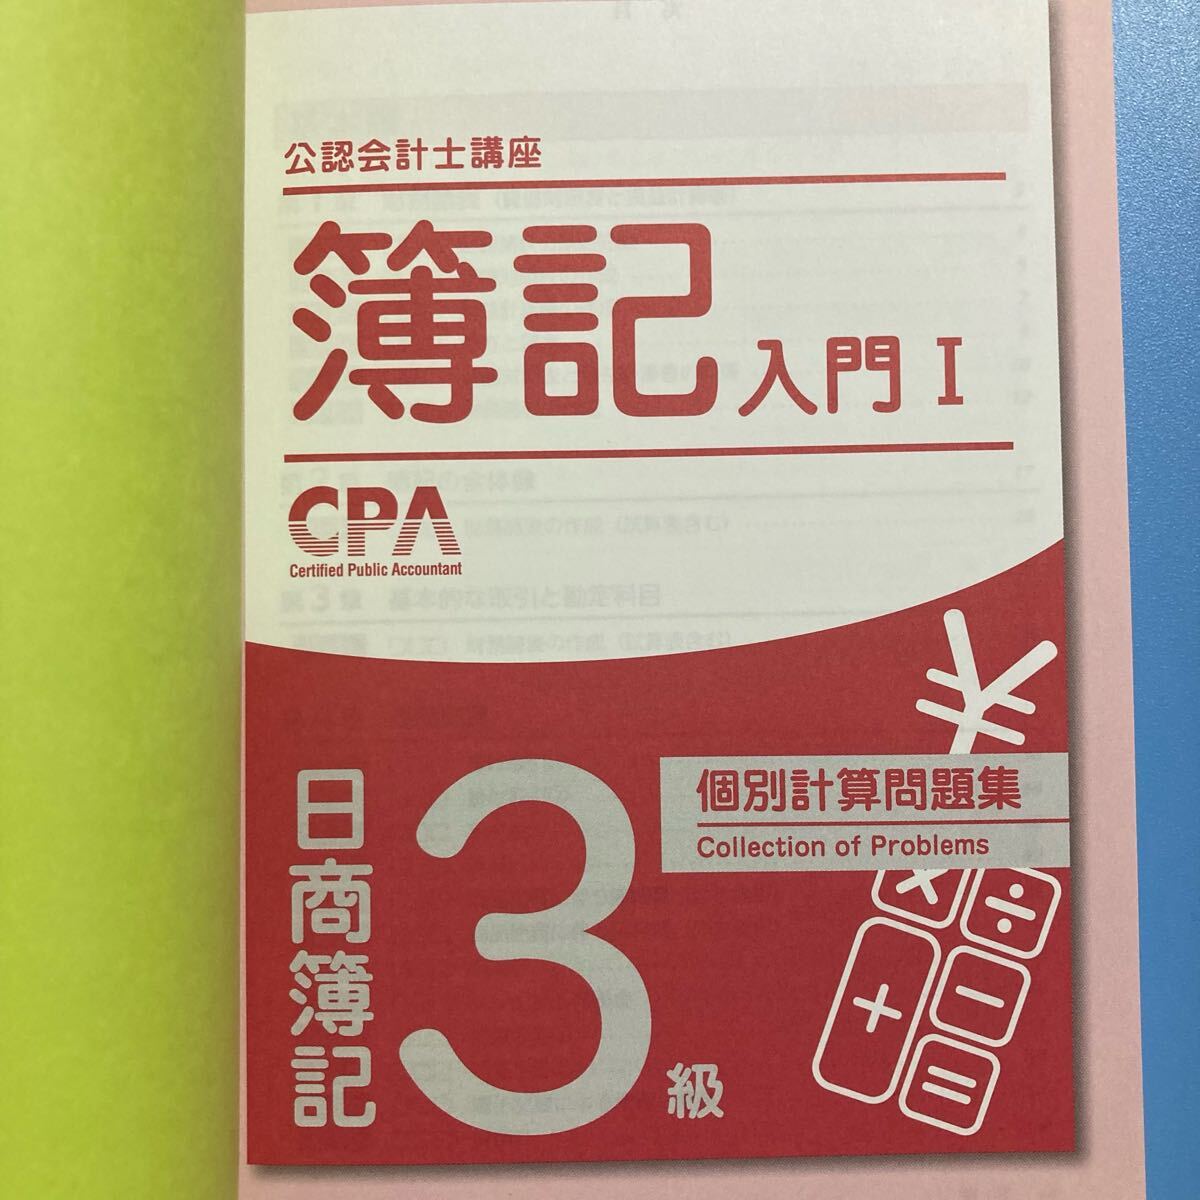 公認会計士講座
簿記入門 I
CPA
Certified Public Accountant
個別計算問題集
Collection of Problems
日商簿記
3級